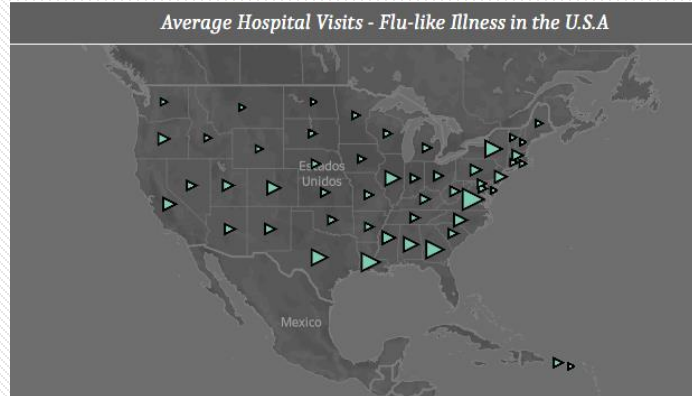 Average Hospital Visits - Flu-like Illness in the U.S.A
Estados
Unidos
Mexico